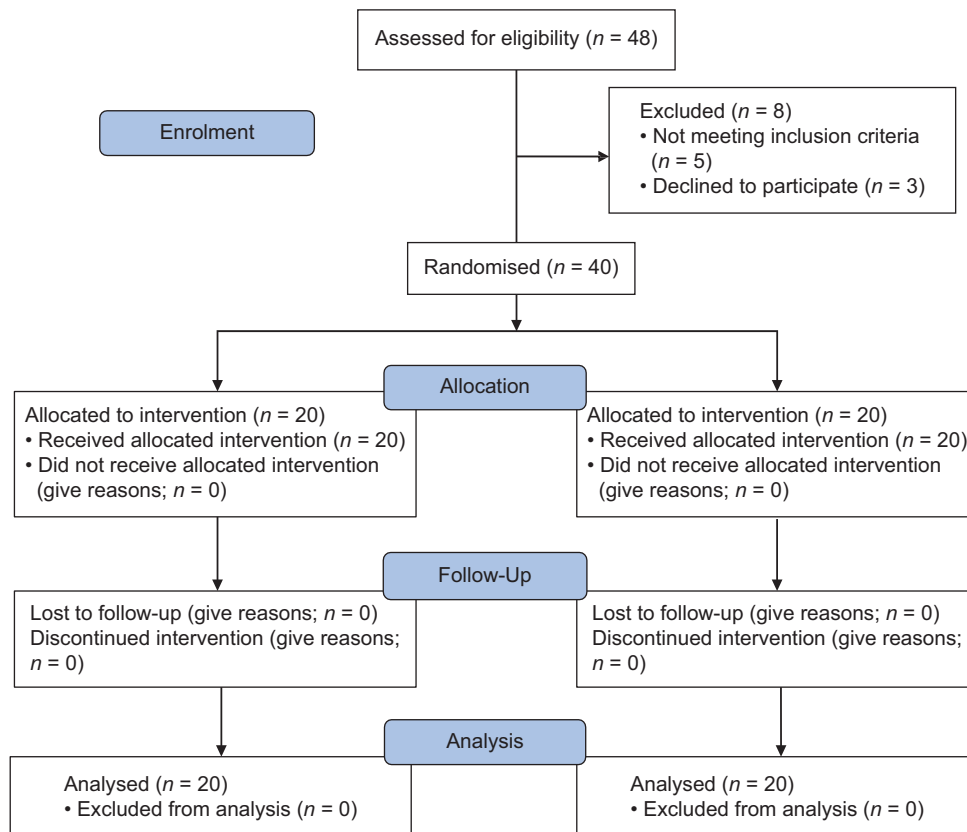 Assessed for eligibility (n = 48)
Enrolment
Excluded (n = 8)
• Not meeting inclusion criteria
(n = 5)
• Declined to participate (n = 3)
Randomised (n = 40)
Allocation
Allocated to intervention (n = 20)
• Received allocated intervention (n = 20)
• Did not receive allocated intervention
(give reasons; n = 0)
Allocated to intervention (n = 20)
• Received allocated intervention (n = 20)
• Did not receive allocated intervention
(give reasons; n = 0)
Follow-Up
Lost to follow-up (give reasons; n = 0)
Discontinued intervention (give reasons;
n = 0)
Lost to follow-up (give reasons; n = 0)
Discontinued intervention (give reasons;
n = 0)
Analysis
Analysed (n = 20)
• Excluded from analysis (n = 0)
Analysed (n = 20)
• Excluded from analysis (n = 0)